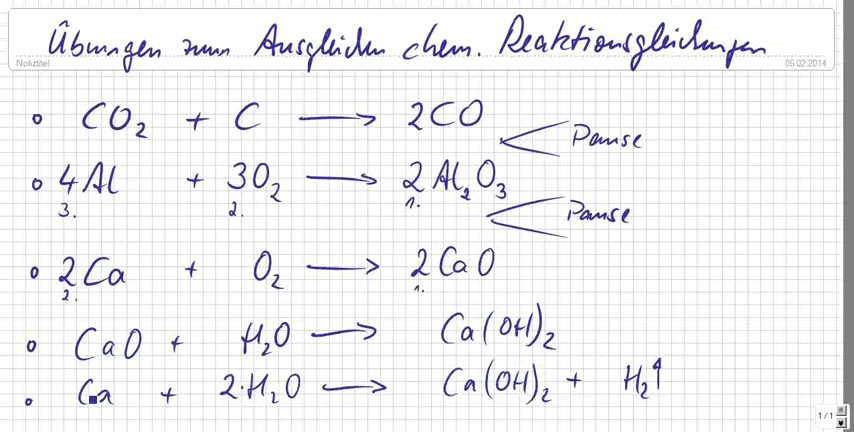 Übungen zum Ausgleichen chem. Reaktionsgleichungen
Notiztitel 05.02.2014
° CO₂ + C → 2CO
Pause
° 4Al + 3O₂ → 2Al₂O₃
3. 2. 1.
Pause
° 2Ca + O₂ → 2CaO
2. 1.
° CaO + H₂O → Ca(OH)₂
° Ca + 2·H₂O → Ca(OH)₂ + H₂↑
1/1